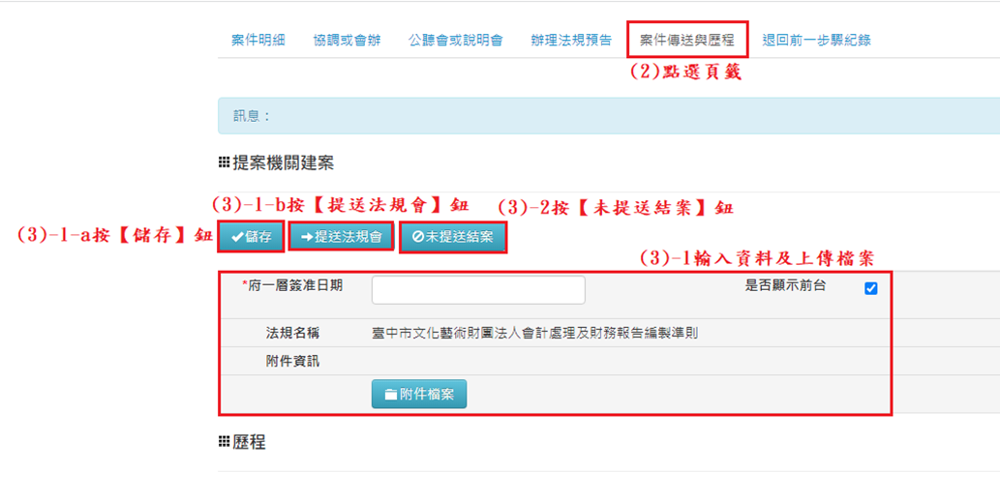 案件明細 協調或會辦 公聽會或說明會 辦理法規預告 案件傳送與歷程 退回前一步驟紀錄
(2)點選頁籤
訊息：
提案機關建案
(3)-1-b按【提送法規會】鈕 (3)-2按【未提送結案】鈕
(3)-1-a按【儲存】鈕 儲存 提送法規會 未提送結案
(3)-1輸入資料及上傳檔案
*府一層簽准日期 是否顯示前台
法規名稱 臺中市文化藝術財團法人會計處理及財務報告編製準則
附件資訊
附件檔案
歷程